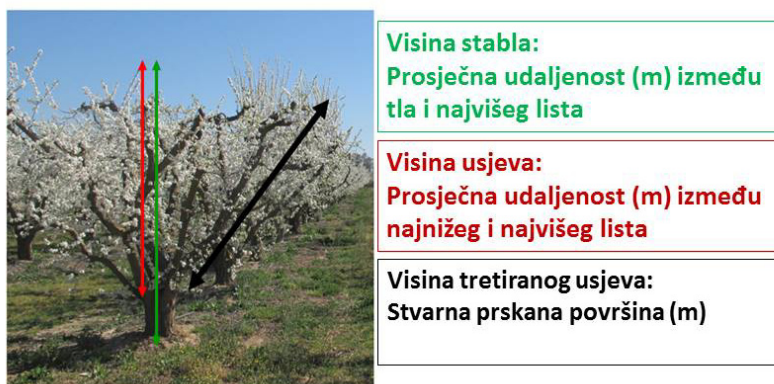 Visina stabla:
Prosječna udaljenost (m) između
tla i najvišeg lista
Visina usjeva:
Prosječna udaljenost (m) između
najnižeg i najvišeg lista
Visina tretiranog usjeva:
Stvarna prskana površina (m)